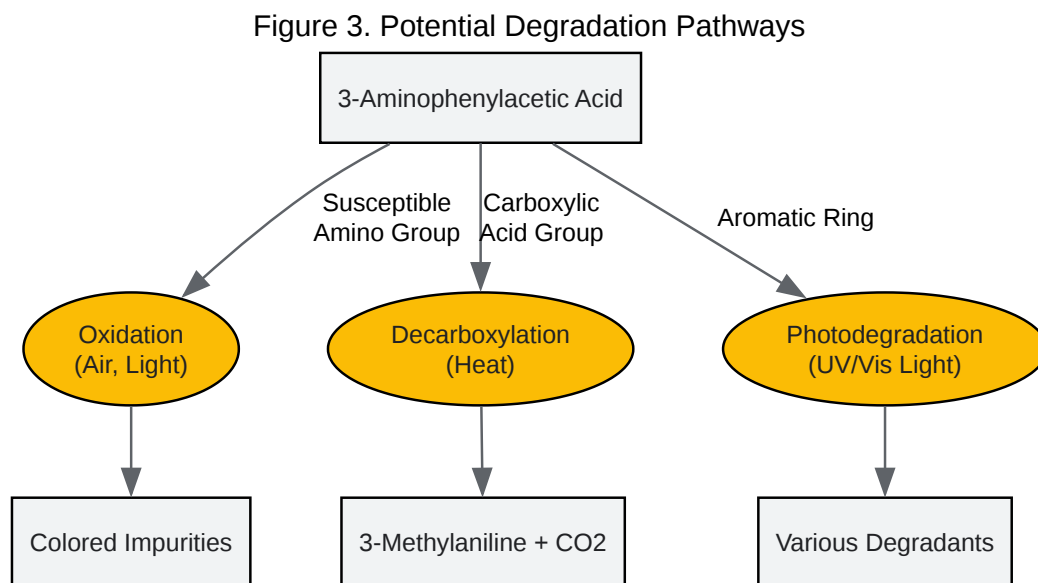 Figure 3. Potential Degradation Pathways
3-Aminophenylacetic Acid
Susceptible
Amino Group
Carboxylic
Acid Group
Aromatic Ring
Oxidation
(Air, Light)
Decarboxylation
(Heat)
Photodegradation
(UV/Vis Light)
Colored Impurities
3-Methylaniline + CO2
Various Degradants